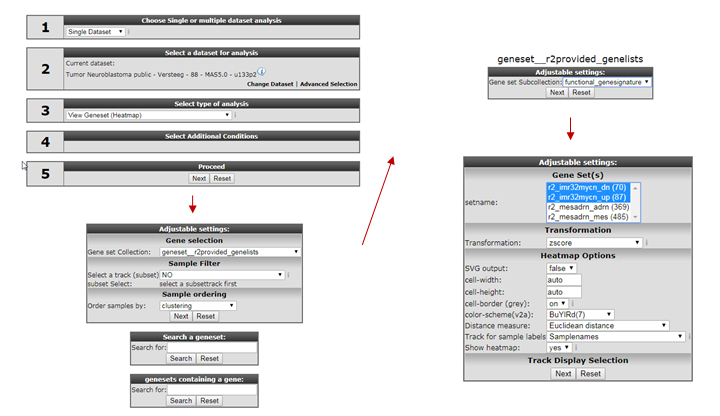 1
Choose Single or multiple dataset analysis
Single Dataset
2
Select a dataset for analysis
Current dataset:
Tumor Neuroblastoma public - Versteeg - 88 - MAS5.0 - u133p2
Change Dataset | Advanced Selection
3
Select type of analysis
View Geneset (Heatmap)
4
Select Additional Conditions
5
Proceed
Next Reset
Adjustable settings:
Gene selection
Gene set Collection: geneset__r2provided_genelists
Sample Filter
Select a track (subset) NO
subset Select: select a subsettrack first
Sample ordering
Order samples by: clustering
Next Reset
Search a geneset:
Search for:
Search Reset
genesets containing a gene:
Search for:
Search Reset
geneset__r2provided_genelists
Adjustable settings:
Gene set Subcollection: functional_genesignature
Next Reset
Adjustable settings:
Gene Set(s)
setname:
r2_imr32mycn_dn (70)
r2_imr32mycn_up (87)
r2_mesadrn_adrn (369)
r2_mesadrn_mes (485)
Transformation
Transformation: zscore
Heatmap Options
SVG output: false
cell-width: auto
cell-height: auto
cell-border (grey): on
color-scheme(v2a): BuYlRd(7)
Distance measure: Euclidean distance
Track for sample labels Samplenames
Show heatmap: yes
Track Display Selection
Next Reset